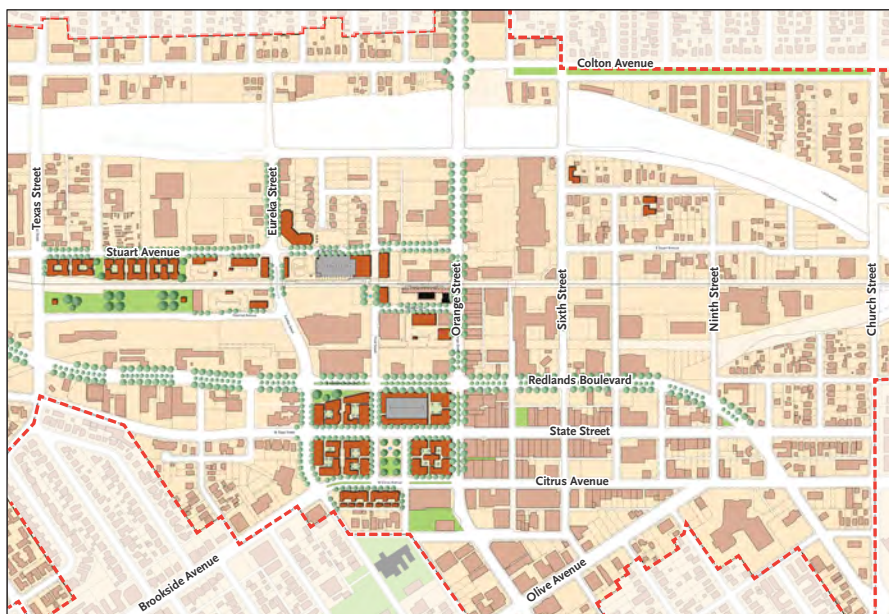 Colton Avenue
Texas Street
Eureka Street
Stuart Avenue
Orange Street
Sixth Street
Ninth Street
Church Street
Redlands Boulevard
State Street
Citrus Avenue
Brookside Avenue
Olive Avenue